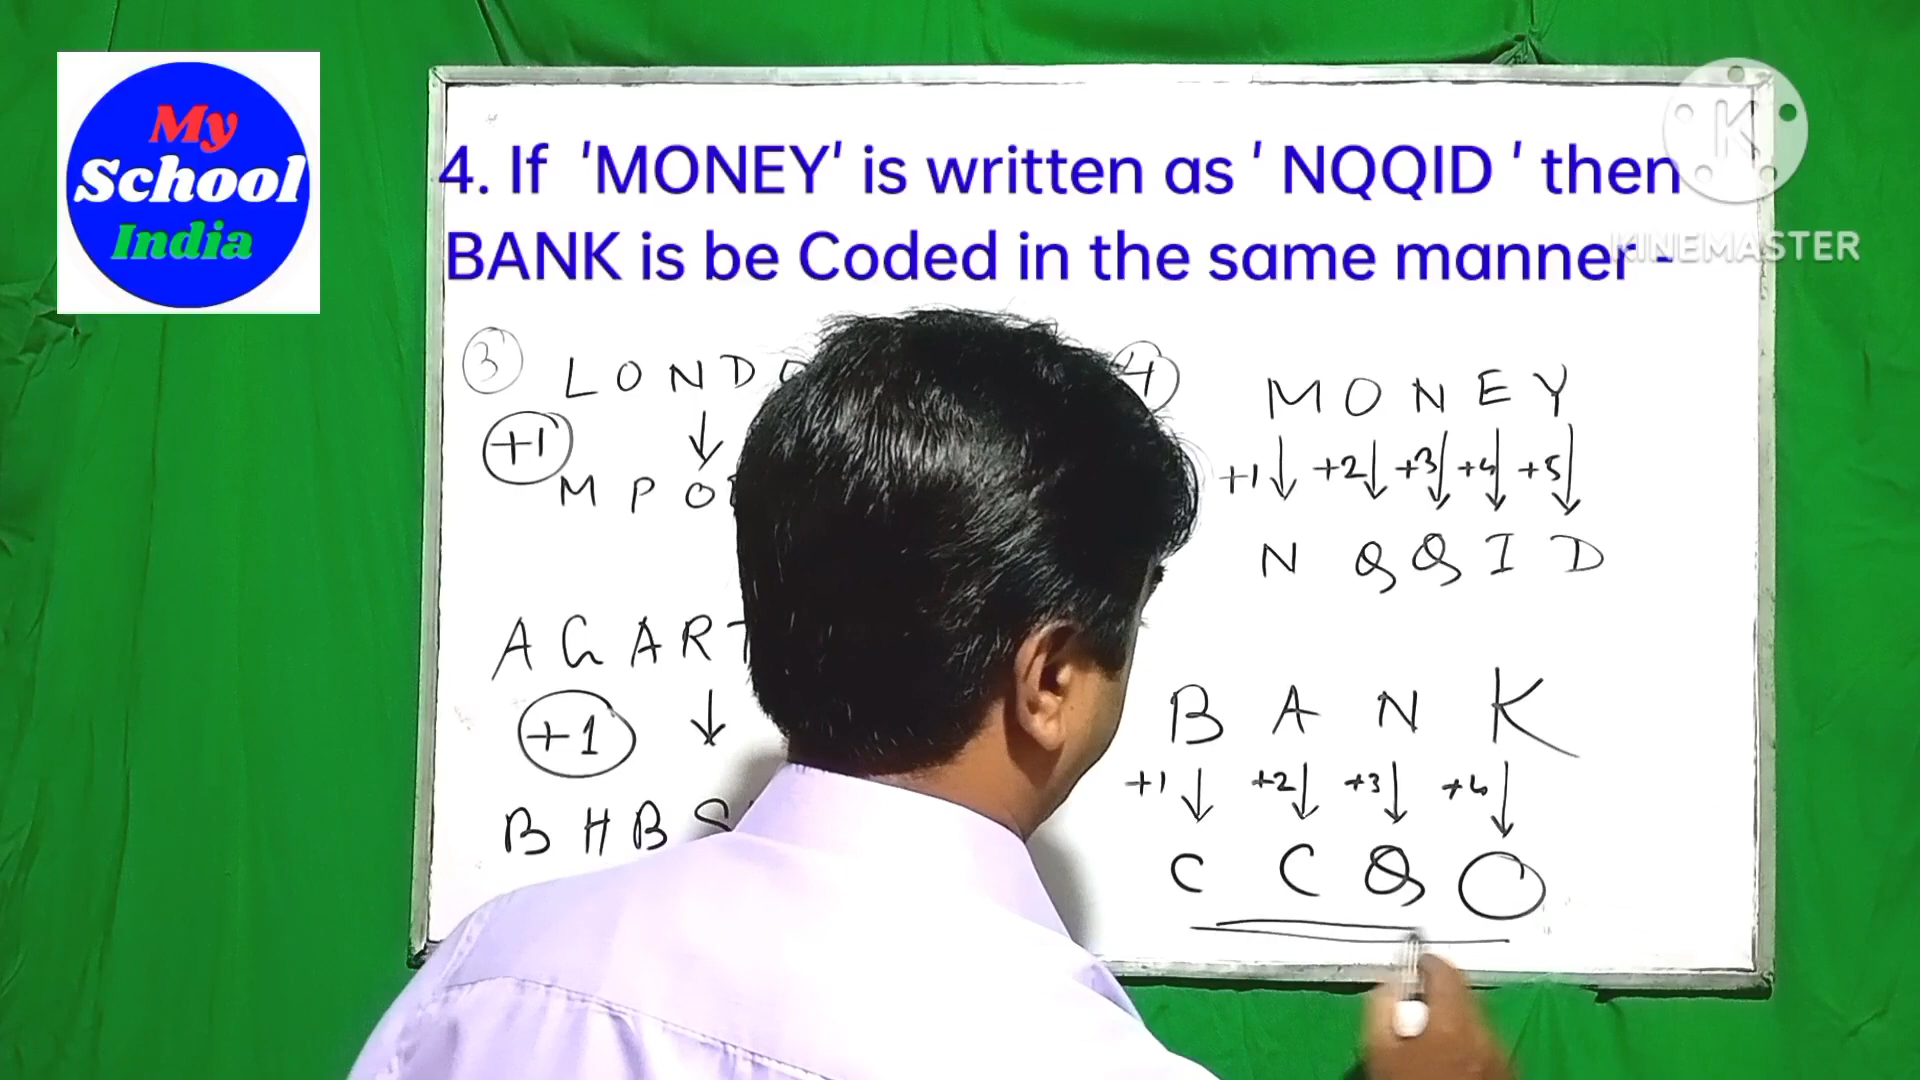 My
School
India
4. If 'MONEY' is written as ' NQQID ' then
BANK is be Coded in the same manner -
K
KINEMASTER
3
L O N D O
+1
M P O
A G A R T
+1
B H B S
4
M O N E Y
+1 +2 +3 +4 +5
N Q Q I D
B A N K
+1 +2 +3 +4
C C Q O